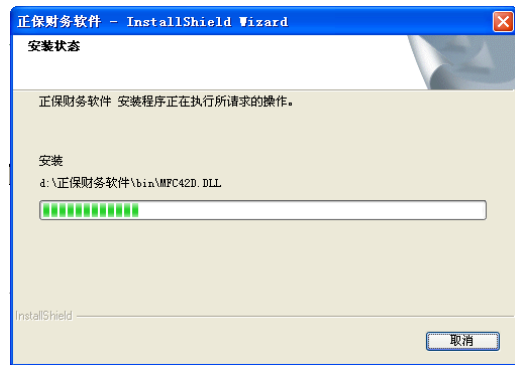 正保财务软件 - InstallShield Wizard
安装状态
正保财务软件 安装程序正在执行所请求的操作。
安装
d:\正保财务软件\bin\MFC42D.DLL
InstallShield
取消